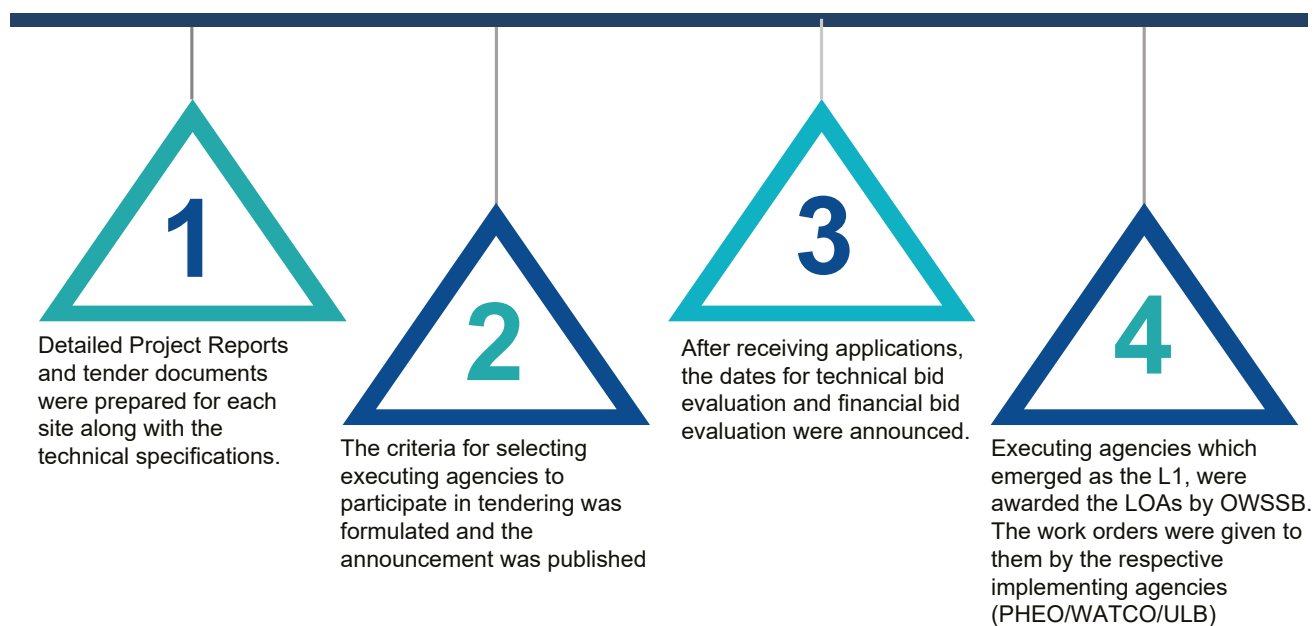 1
Detailed Project Reports
and tender documents
were prepared for each
site along with the
technical specifications.
2
The criteria for selecting
executing agencies to
participate in tendering was
formulated and the
announcement was published
3
After receiving applications,
the dates for technical bid
evaluation and financial bid
evaluation were announced.
4
Executing agencies which
emerged as the L1, were
awarded the LOAs by OWSSB.
The work orders were given to
them by the respective
implementing agencies
(PHEO/WATCO/ULB)